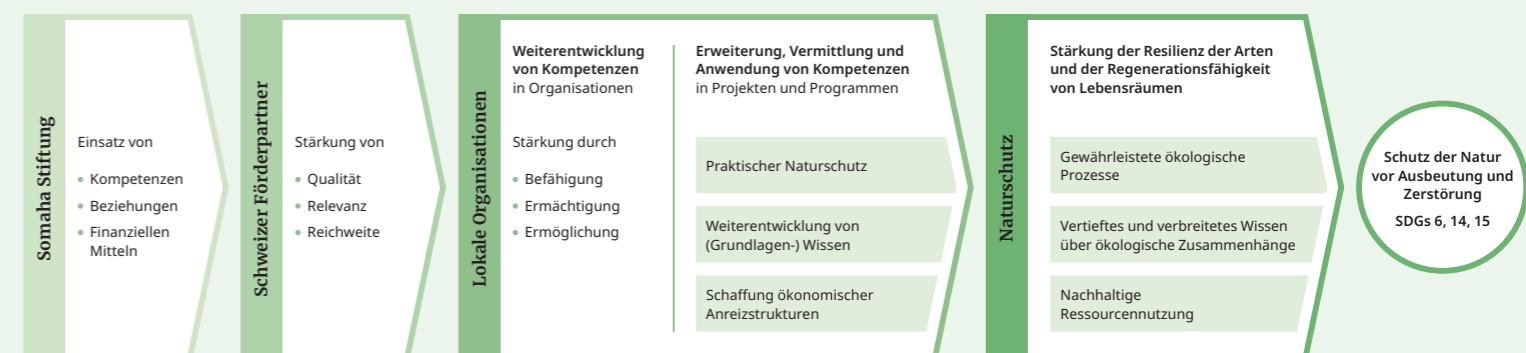 Somaha Stiftung
Einsatz von
• Kompetenzen
• Beziehungen
• Finanziellen
Mitteln
Schweizer Förderpartner
Stärkung von
• Qualität
• Relevanz
• Reichweite
Lokale Organisationen
Weiterentwicklung
von Kompetenzen
in Organisationen
Stärkung durch
• Befähigung
• Ermächtigung
• Ermöglichung
Erweiterung, Vermittlung und
Anwendung von Kompetenzen
in Projekten und Programmen
Praktischer Naturschutz
Weiterentwicklung von
(Grundlagen-) Wissen
Schaffung ökonomischer
Anreizstrukturen
Naturschutz
Stärkung der Resilienz der Arten
und der Regenerationsfähigkeit
von Lebensräumen
Gewährleistete ökologische
Prozesse
Vertieftes und verbreitetes Wissen
über ökologische Zusammenhänge
Nachhaltige
Ressourcennutzung
Schutz der Natur
vor Ausbeutung und
Zerstörung
SDGs 6, 14, 15